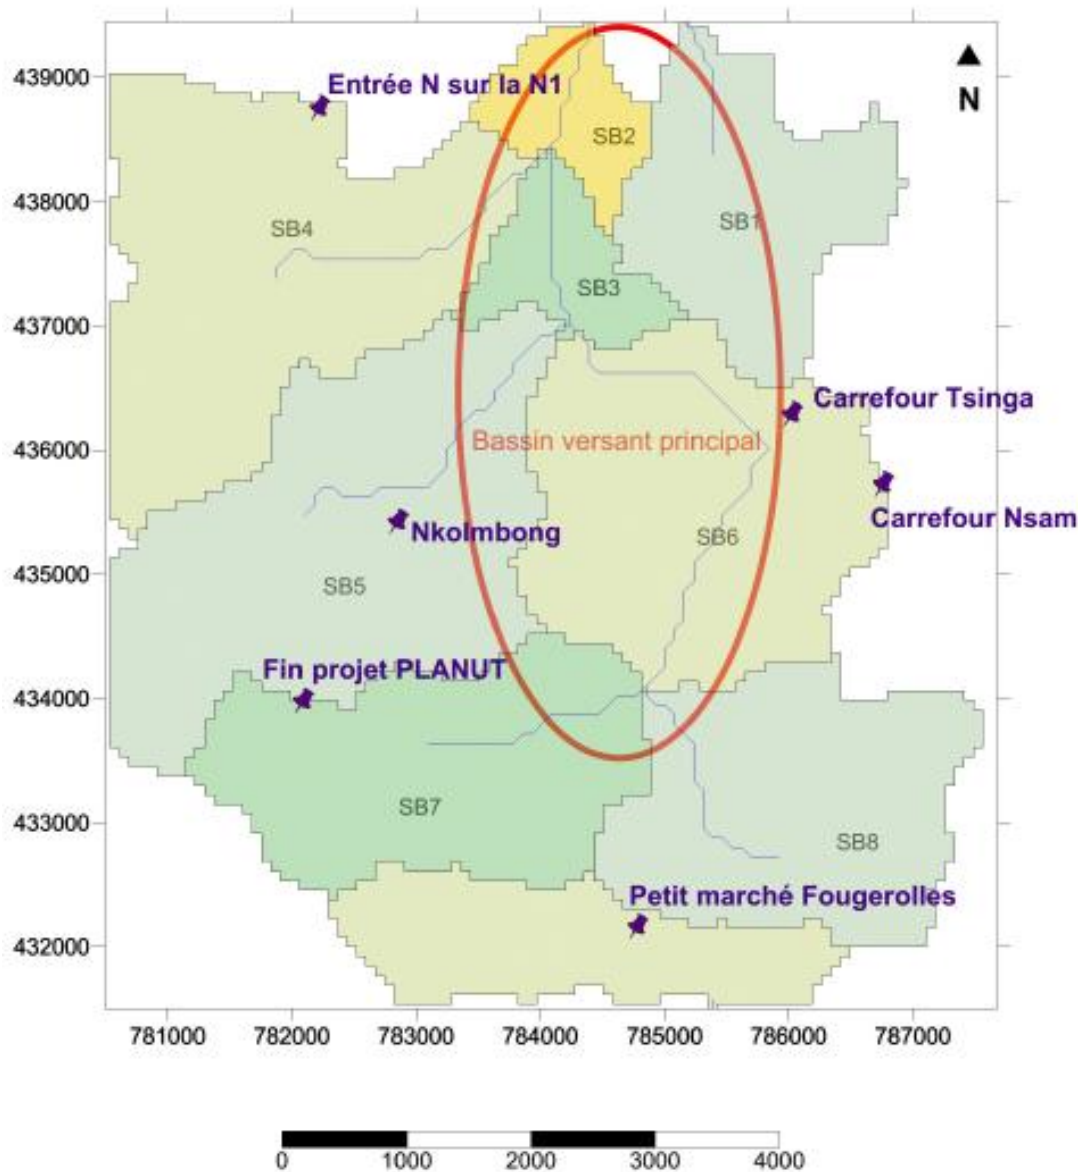 439000
Entrée N sur la N1
N
SB2
438000
SB4
SB1
SB3
437000
Carrefour Tsinga
436000
Bassin versant principal
Carrefour Nsam
Nkolmbong
SB6
435000
SB5
Fin projet PLANUT
434000
433000
SB7
SB8
Petit marché Fougerolles
432000
781000 782000 783000 784000 785000 786000 787000
0 1000 2000 3000 4000